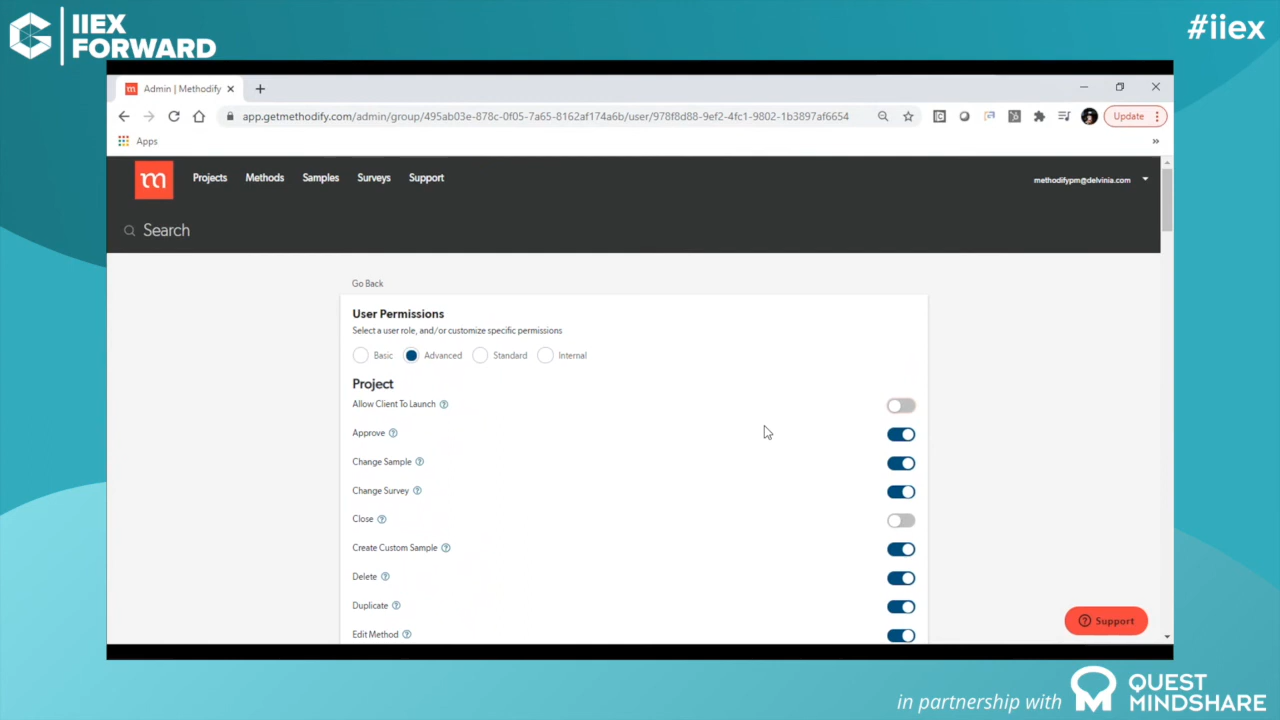 IIEX
FORWARD
#iiex
Admin | Methodify
app.getmethodify.com/admin/group/495ab03e-878c-0f05-7a65-8162af174a6b/user/978f8d88-9ef2-4fc1-9802-1b3897af6654
Update
Apps
m
Projects Methods Samples Surveys Support
methodifypm@delvinia.com
Search
Go Back
User Permissions
Select a user role, and/or customize specific permissions
Basic Advanced Standard Internal
Project
Allow Client To Launch
Approve
Change Sample
Change Survey
Close
Create Custom Sample
Delete
Duplicate
Edit Method
Support
in partnership with
QUEST
MINDSHARE